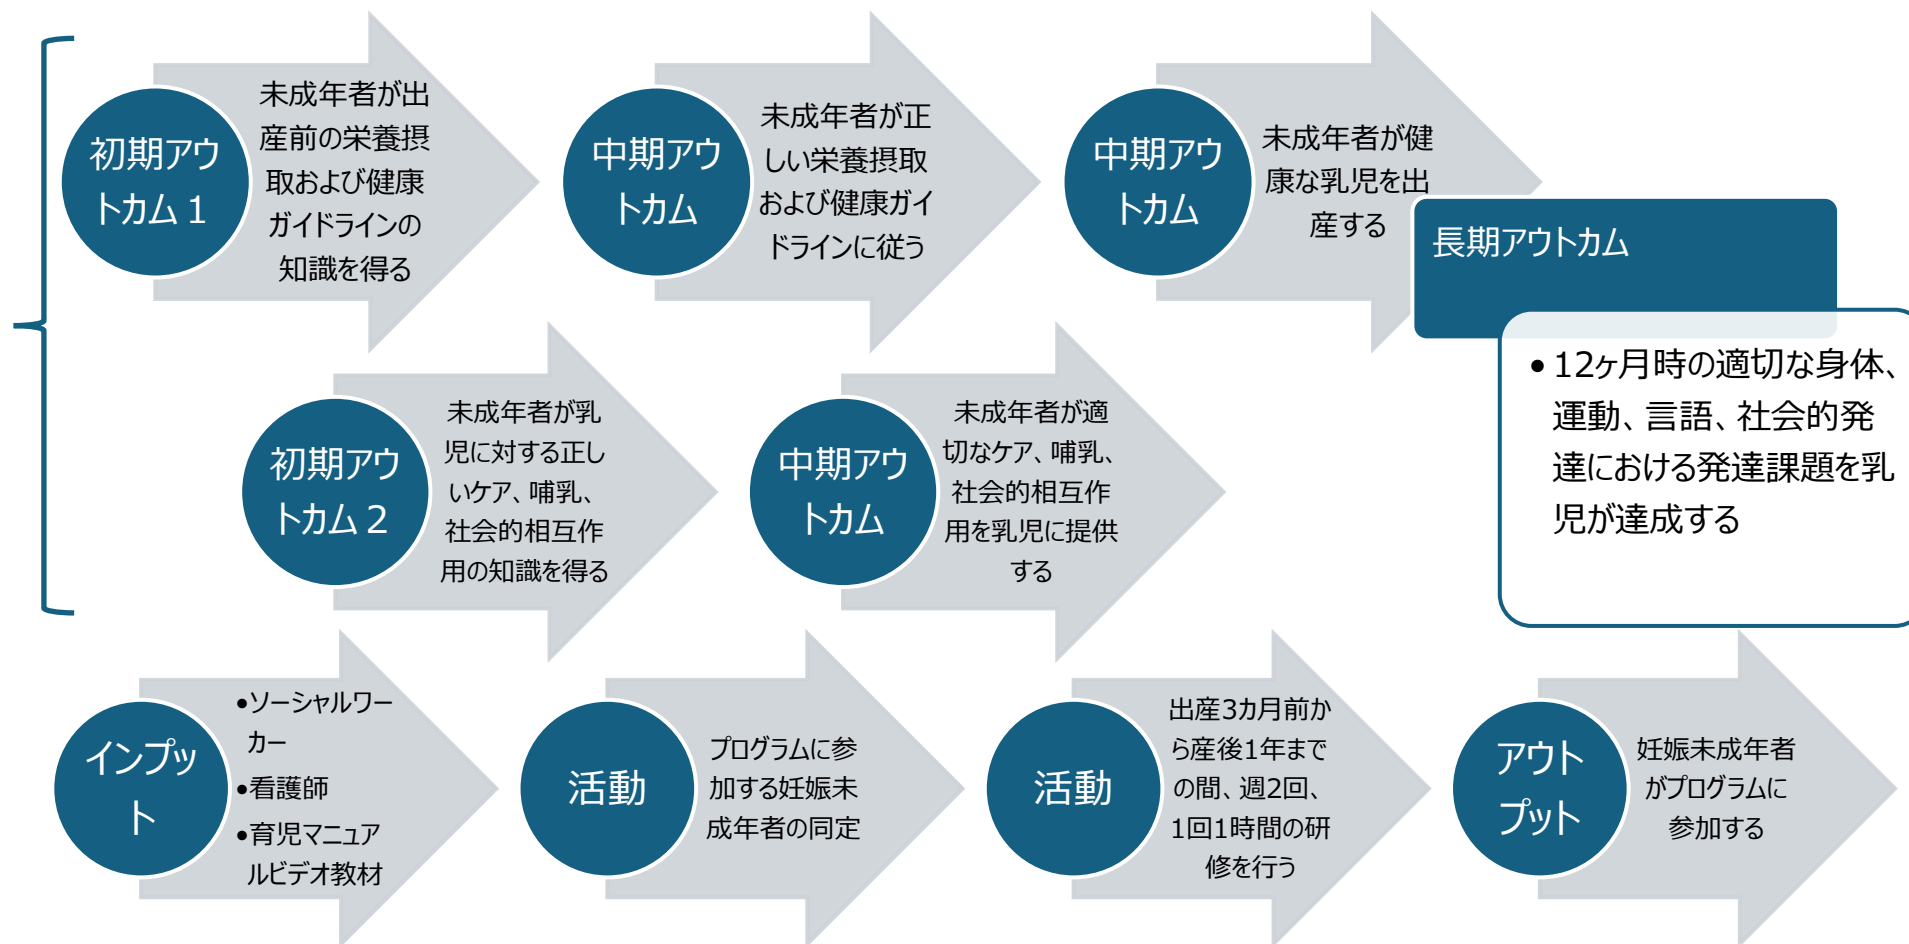 初期アウ
トカム 1
未成年者が出
産前の栄養摂
取および健康
ガイドラインの
知識を得る
中期アウ
トカム
未成年者が正
しい栄養摂取
および健康ガイ
ドラインに従う
中期アウ
トカム
未成年者が健
康な乳児を出
産する
長期アウトカム
•12ヶ月時の適切な身体、
運動、言語、社会的発
達における発達課題を乳
児が達成する
初期アウ
トカム 2
未成年者が乳
児に対する正し
いケア、哺乳、
社会的相互作
用の知識を得る
中期アウ
トカム
未成年者が適
切なケア、哺乳、
社会的相互作
用を乳児に提供
する
インプッ
ト
•ソーシャルワー
カー
•看護師
•育児マニュア
ルビデオ教材
活動
プログラムに参
加する妊娠未
成年者の同定
活動
出産3カ月前か
ら産後1年まで
の間、週2回、
1回1時間の研
修を行う
アウト
プット
妊娠未成年者
がプログラムに
参加する